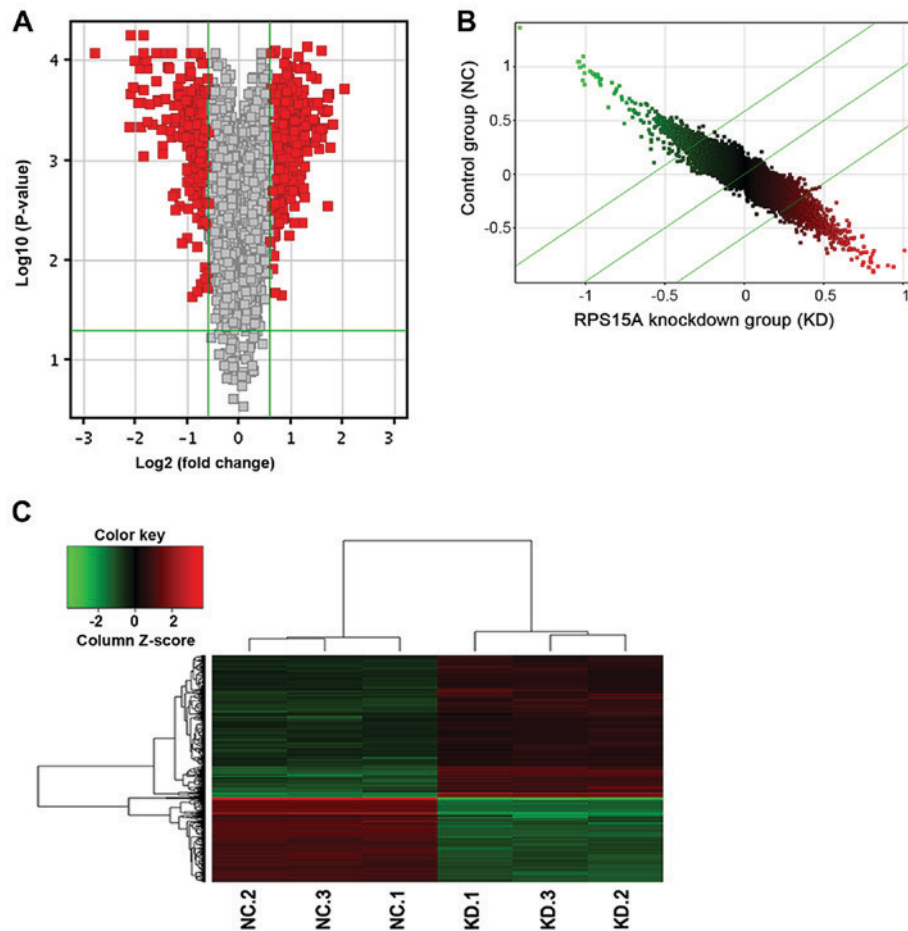 A
Log10 (P-value)
4
3
2
1
-3 -2 -1 0 1 2 3
Log2 (fold change)
B
Control group (NC)
1
0.5
0
-0.5
-1 -0.5 0 0.5 1
RPS15A knockdown group (KD)
C
Color key
-2 0 2
Column Z-score
NC.2 NC.3 NC.1 KD.1 KD.3 KD.2